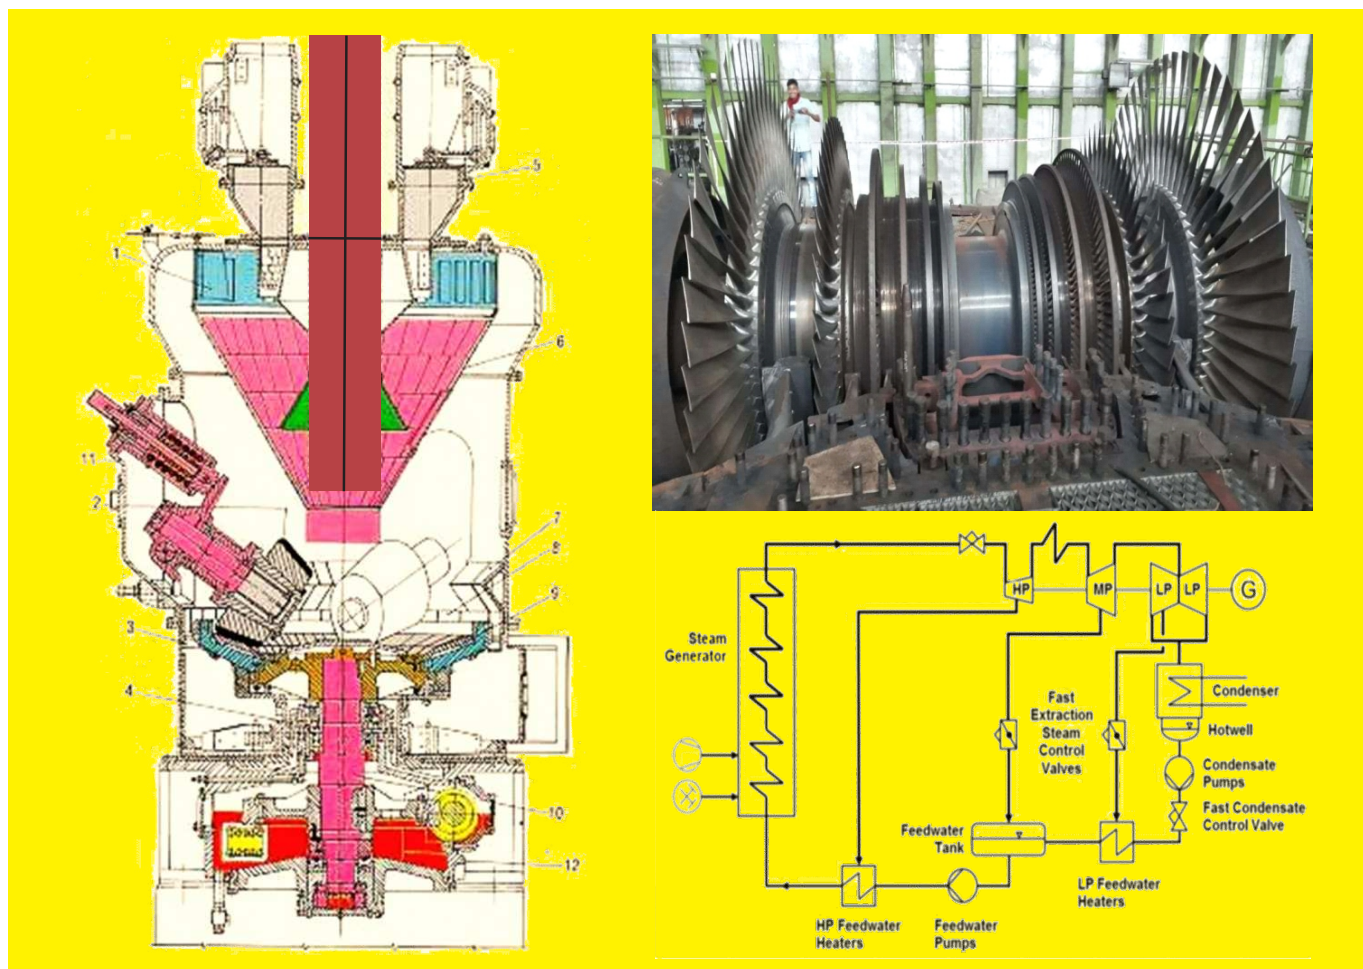 5
1
6
11
2
7
8
9
3
4
10
12
HP
MP
LP
LP
G
Steam
Generator
Fast
Extraction
Steam
Control
Valves
Condenser
Hotwell
Condensate
Pumps
Fast Condensate
Control Valve
Feedwater
Tank
LP Feedwater
Heaters
HP Feedwater
Heaters
Feedwater
Pumps